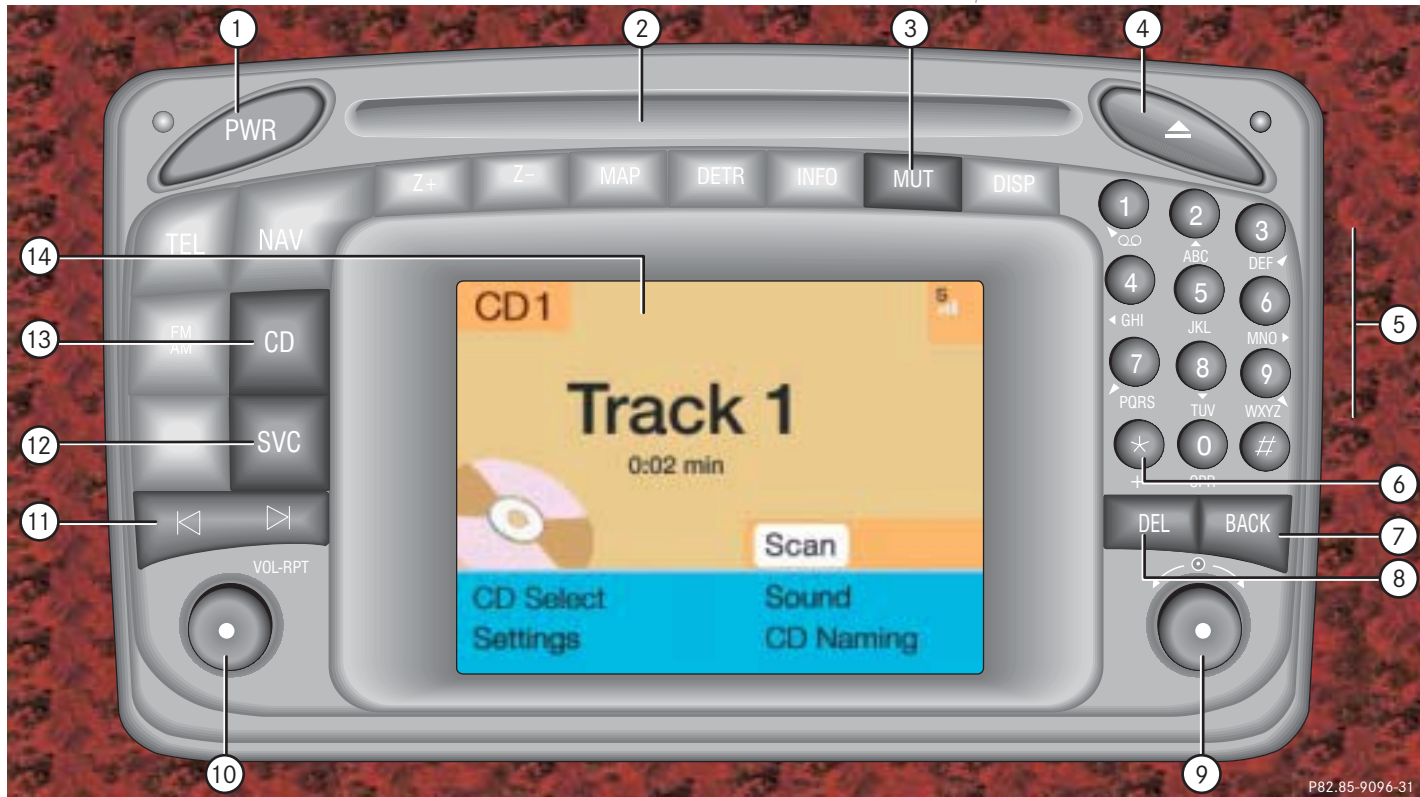 1 2 3 4
PWR
Z+ Z- MAP DETR INFO MUT DISP
TEL NAV
1 2 3
ABC DEF
14
CD1
S
4 5 6
5
GHI JKL MNO
13
FM
AM
CD
Track 1
7 8 9
PQRS TUV WXYZ
12
SVC
0:02 min
* 0 #
+ SPR
6
11
Scan
DEL BACK
7
VOL-RPT
8
CD Select Sound
Settings CD Naming
10 9
P82.85-9096-31